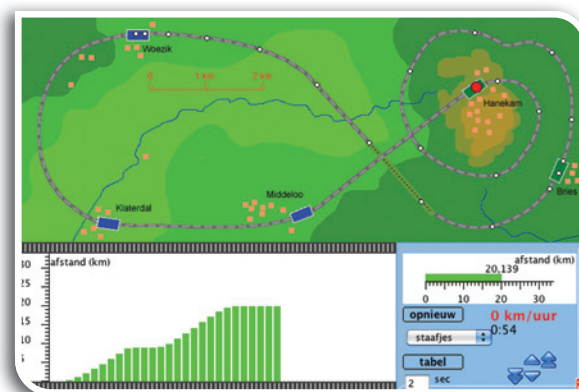 Woezik
0 1 km 2 km
Hanekam
Bries
Middeloo
Klaterdal
afstand (km)
30
25
20
15
10
5
afstand (km)
20,139
0 10 20 30
opnieuw
0 km/uur
0:54
staafjes
tabel
2 sec